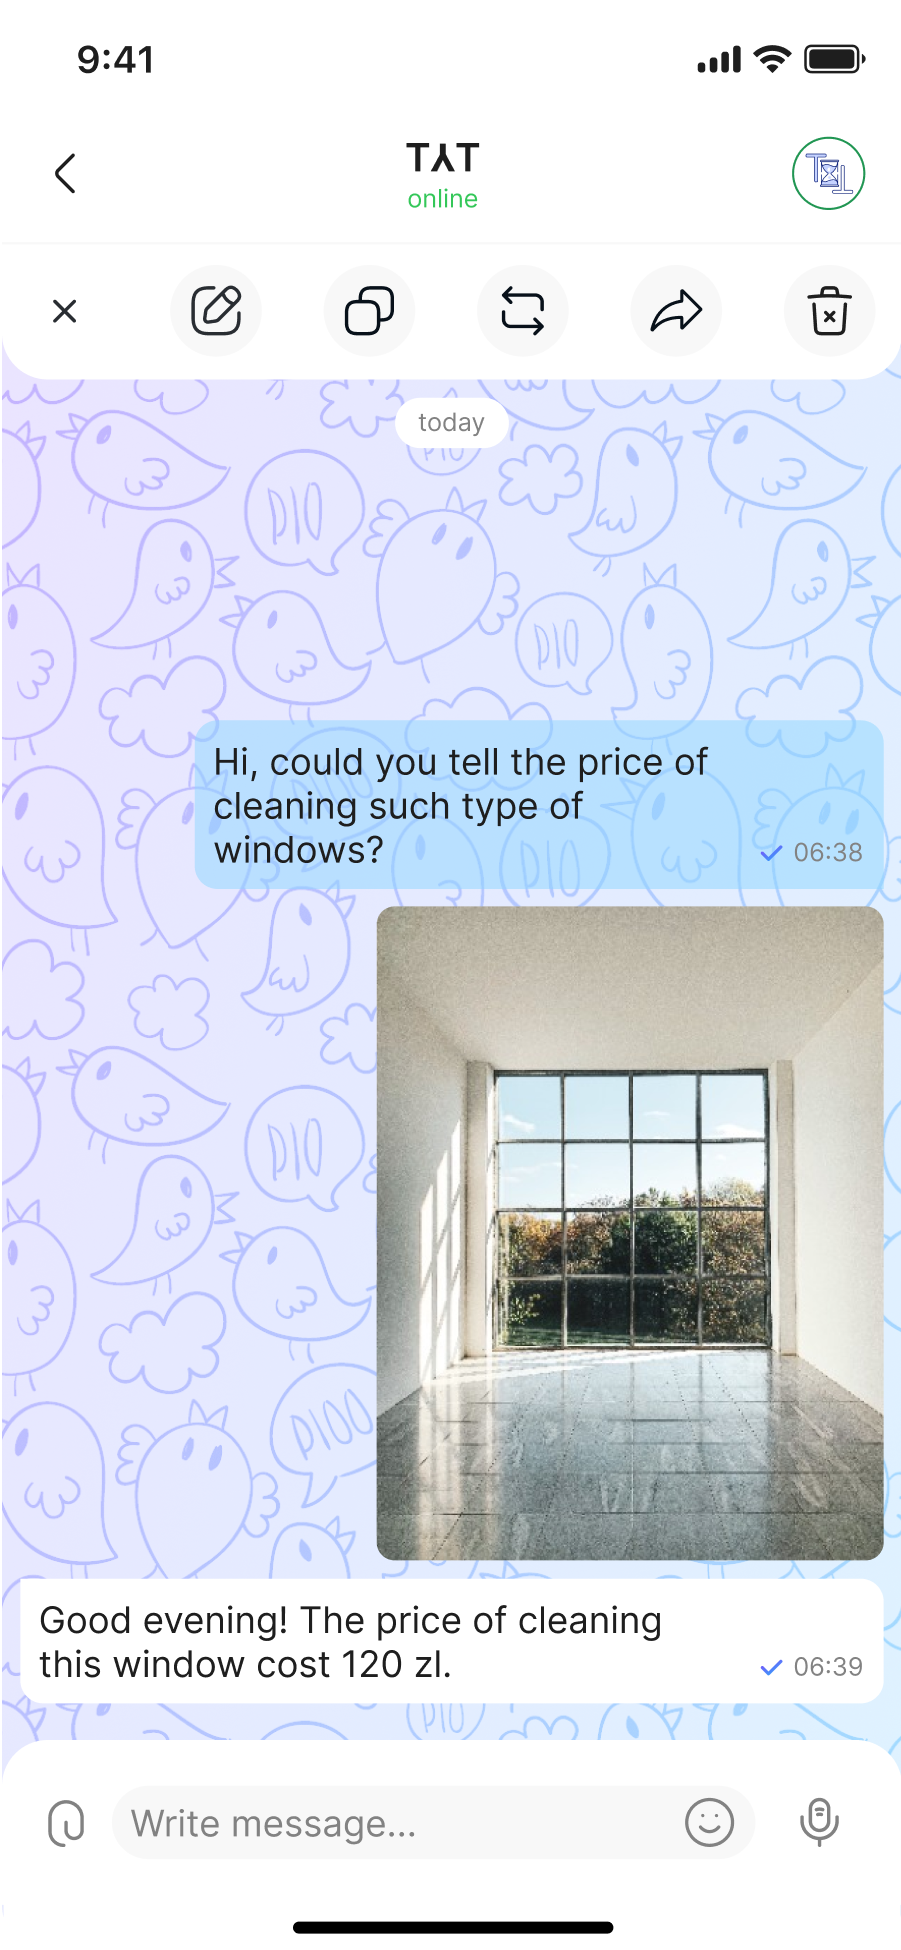 9:41
T⅄T
online
today
Hi, could you tell the price of
cleaning such type of
windows?
06:38
Good evening! The price of cleaning
this window cost 120 zl.
06:39
Write message...